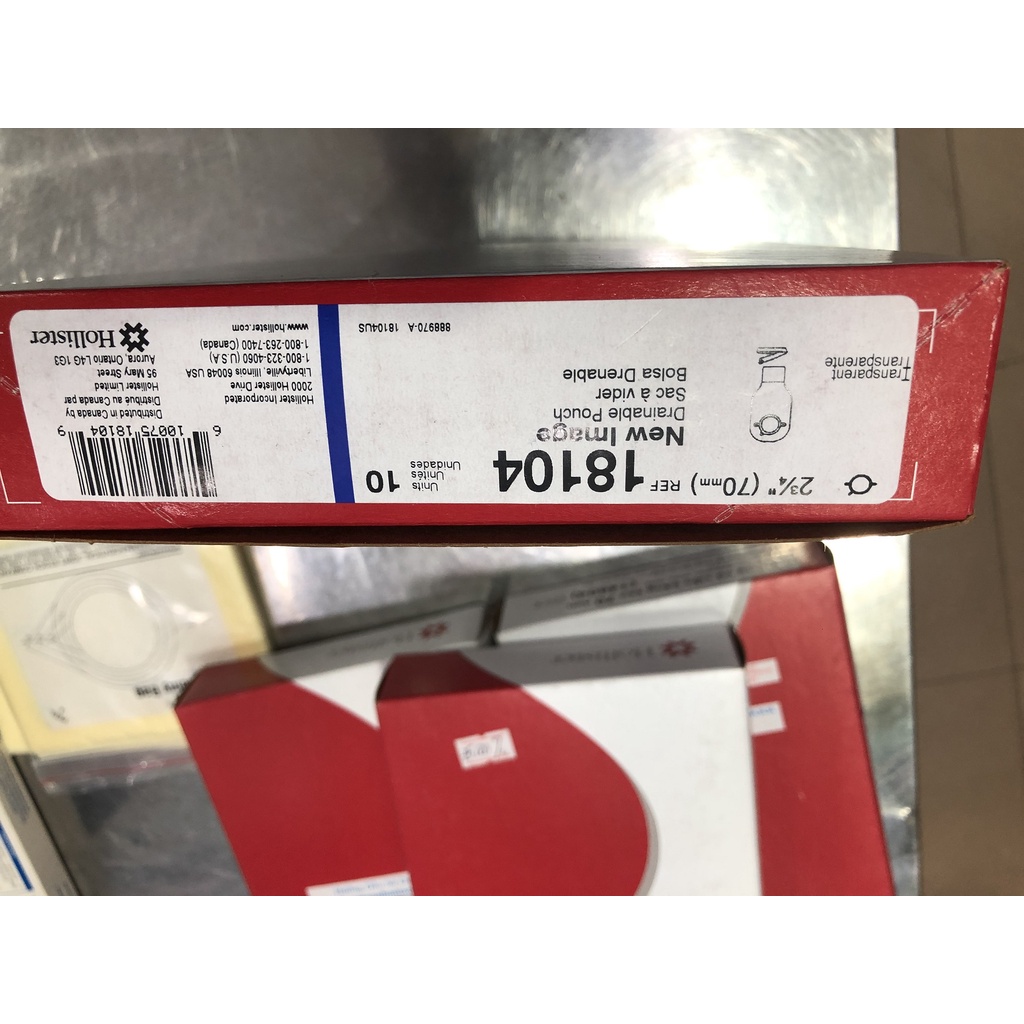 2¾" (70mm) REF 18104
Units
Unités
Unidades
10
New Image
Drainable Pouch
Sac à vider
Bolsa Drenable
Transparent
Transparente
888970-A 18104US
6 10075 18104 9
Hollister Incorporated
2000 Hollister Drive
Libertyville, Illinois 60048 USA
1-800-323-4060 (U.S.A)
1-800-263-7400 (Canada)
www.hollister.com
Distributed in Canada by
Distribué au Canada par
Hollister Limited
95 Mary Street
Aurora, Ontario L4G 1G3
Hollister
Hollister
Hollister